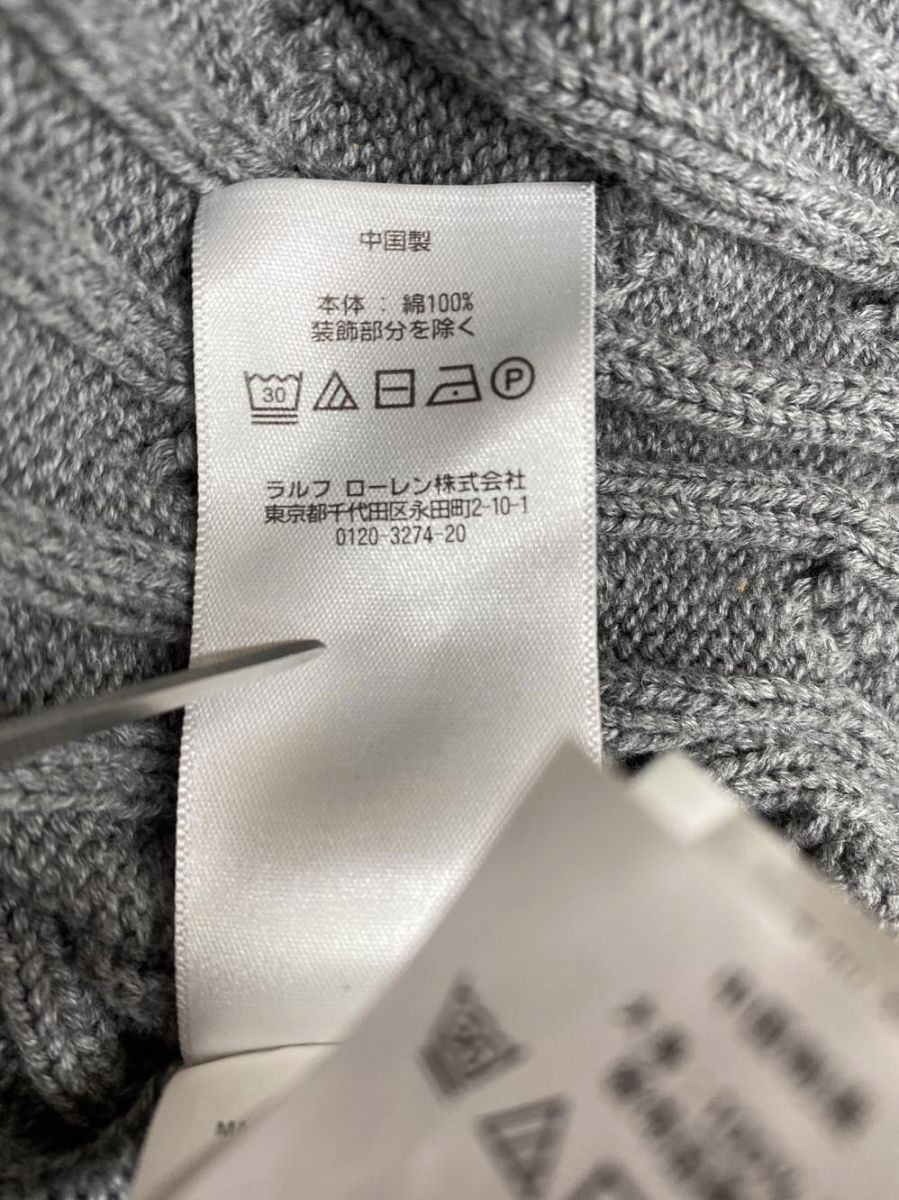 中国製
本体 : 綿100%
装飾部分を除く
30
P
ラルフ ローレン株式会社
東京都千代田区永田町2-10-1
0120-3274-20
MA